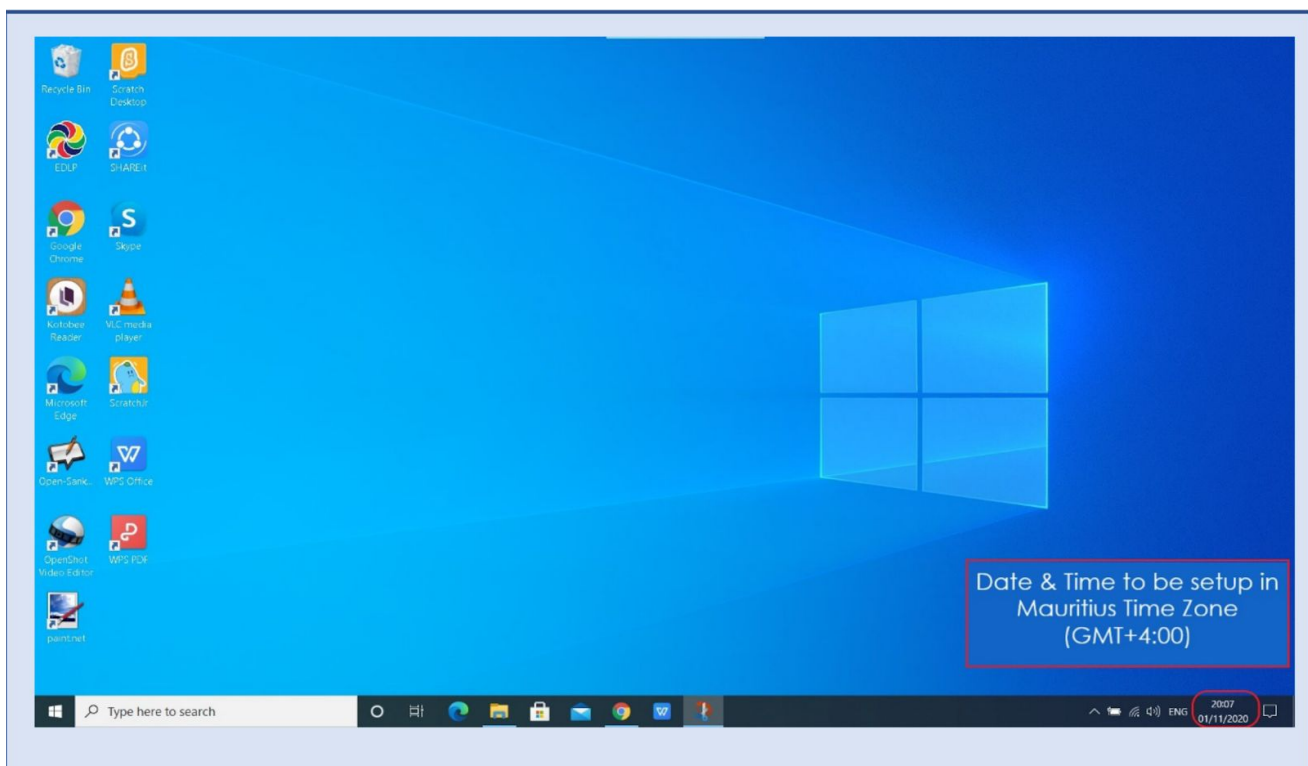 Recycle Bin
Scratch
Desktop
EDLP
SHAREit
Google
Chrome
Skype
Kotobee
Reader
VLC media
player
Microsoft
Edge
ScratchJr
Open-Sank...
WPS Office
OpenShot
Video Editor
WPS PDF
paint.net
Date & Time to be setup in
Mauritius Time Zone
(GMT+4:00)
Type here to search
ENG
20:07
01/11/2020